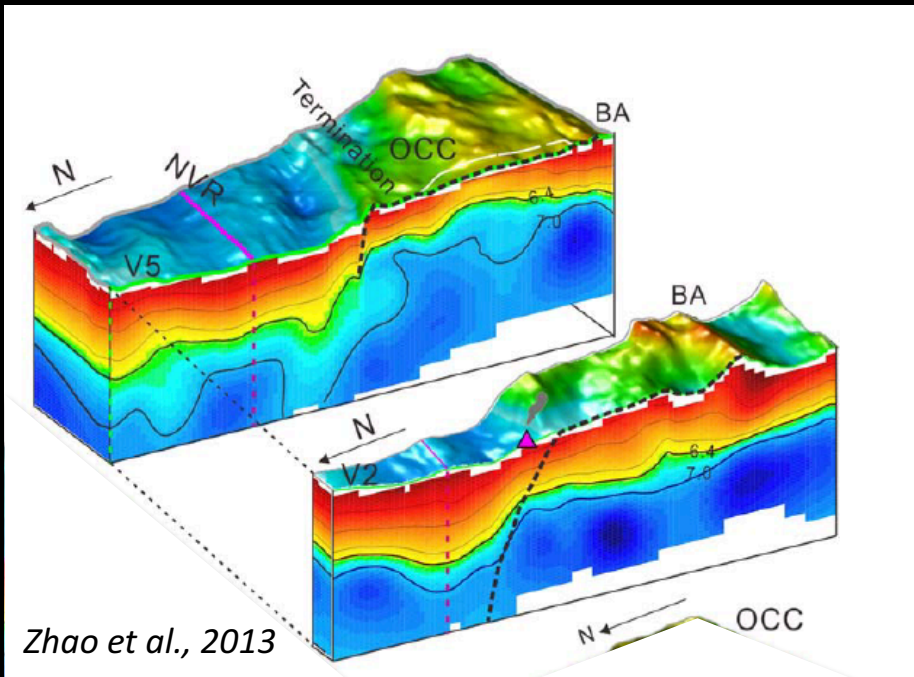 BA
Termination
OCC
N
NVR
6.4
7.0
V5
BA
N
V2
6.4
7.0
OCC
N
Zhao et al., 2013